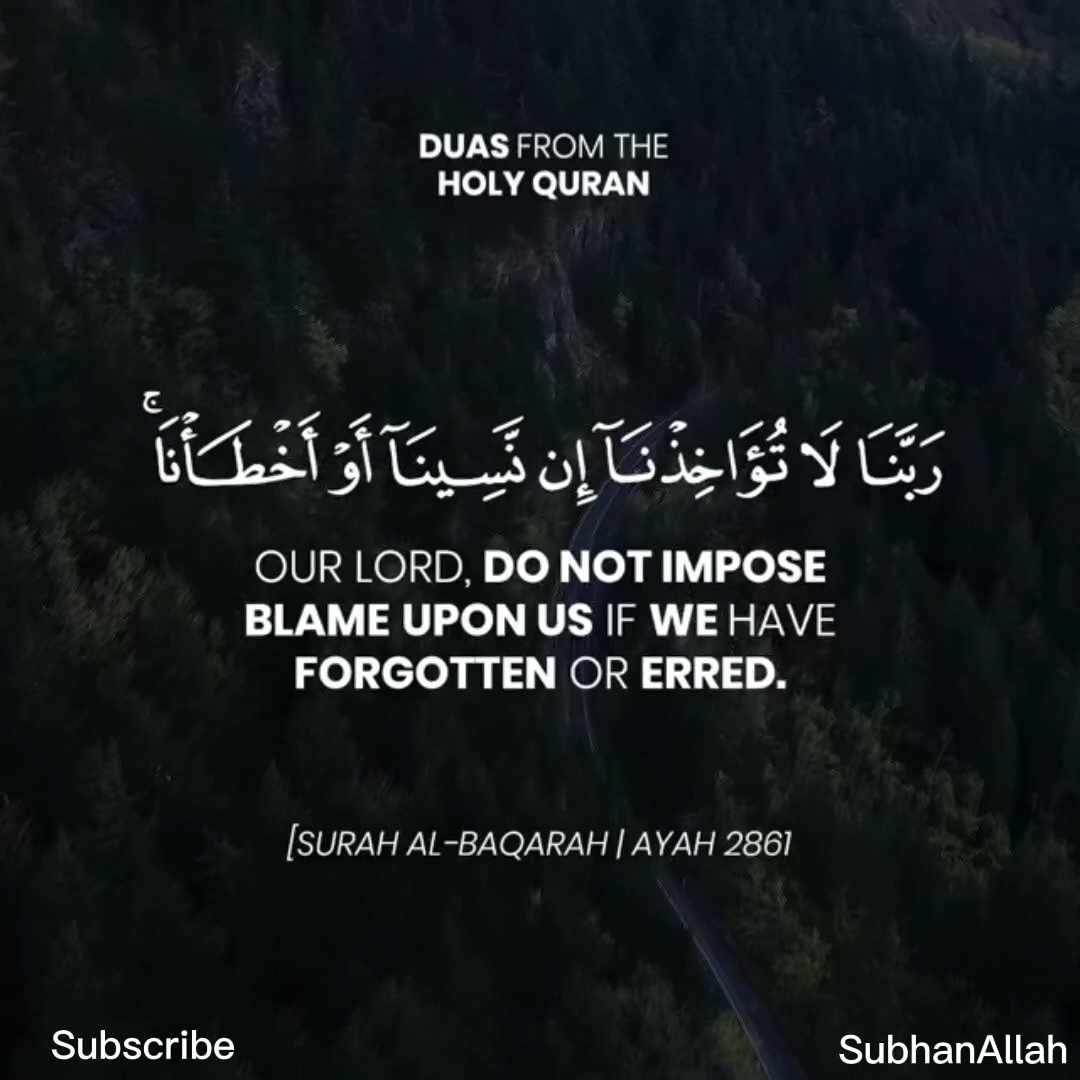 DUAS FROM THE
HOLY QURAN
رَبَّنَا لَا تُؤَاخِذْنَآ إِن نَّسِينَآ أَوْ أَخْطَأْنَا ۚ
OUR LORD, DO NOT IMPOSE
BLAME UPON US IF WE HAVE
FORGOTTEN OR ERRED.
[SURAH AL-BAQARAH | AYAH 2861
Subscribe
SubhanAllah